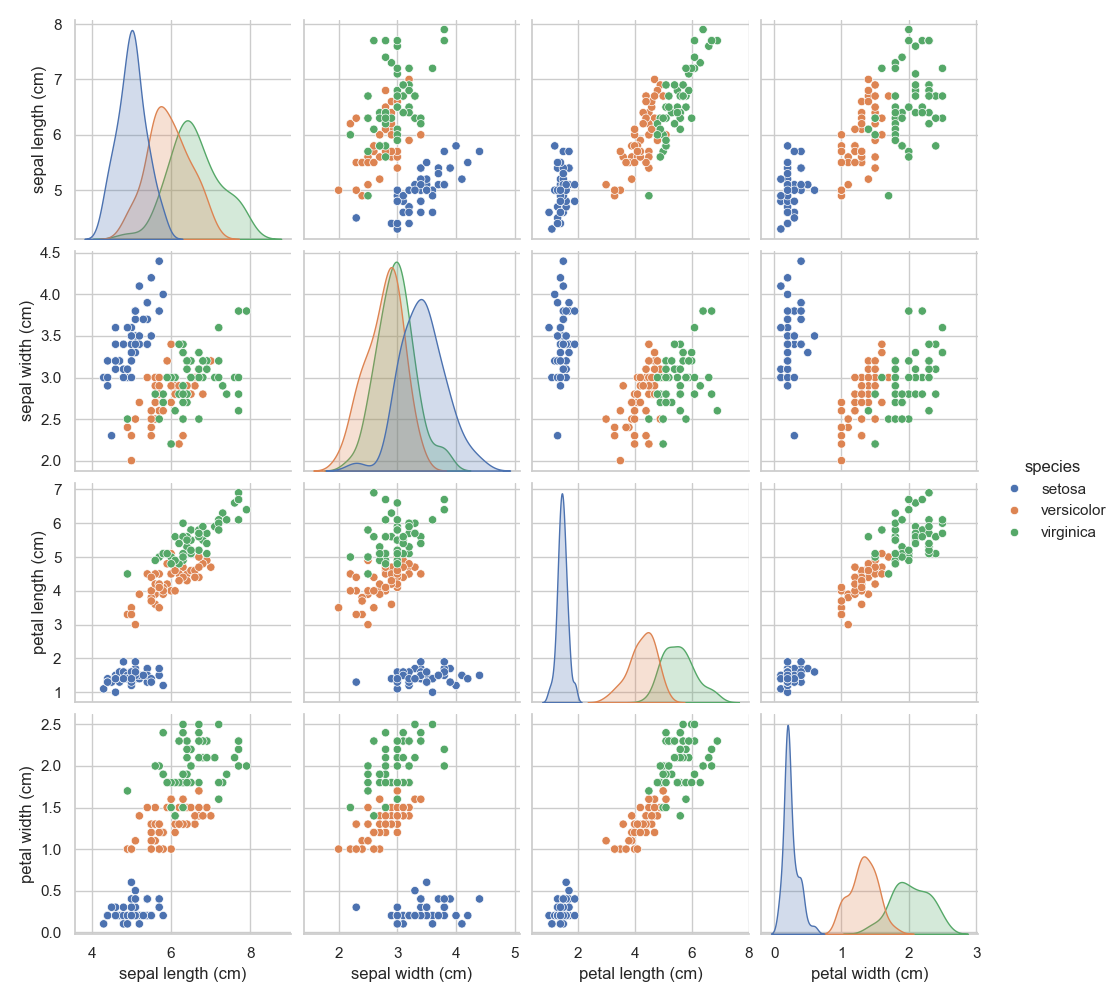 8
7
6
5
sepal length (cm)
4.5
4.0
3.5
3.0
2.5
2.0
sepal width (cm)
7
6
5
4
3
2
1
petal length (cm)
2.5
2.0
1.5
1.0
0.5
0.0
petal width (cm)
4 6 8
sepal length (cm)
2 3 4 5
sepal width (cm)
2 4 6 8
petal length (cm)
0 1 2 3
petal width (cm)
species
setosa
versicolor
virginica